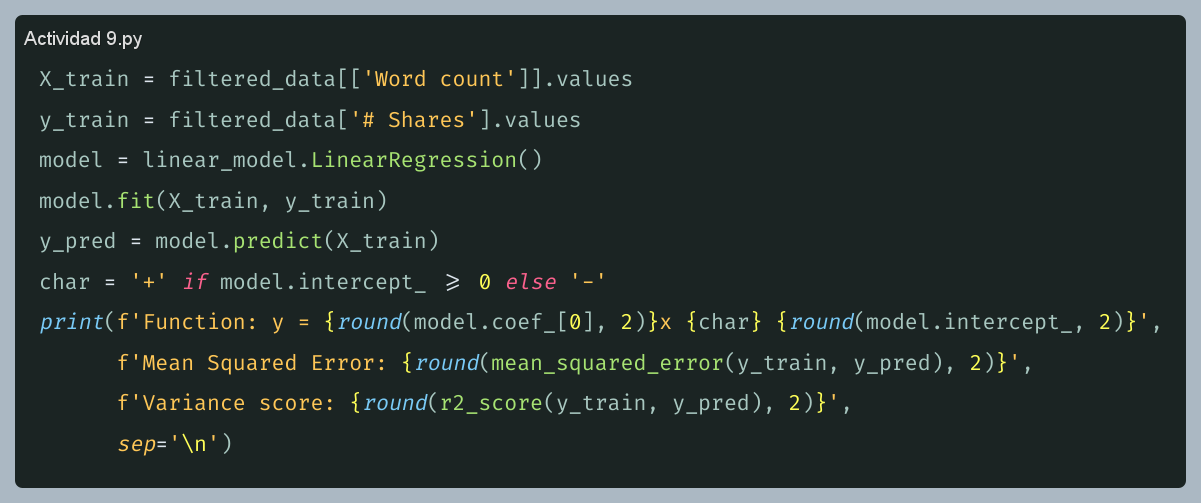 Actividad 9.py
X_train = filtered_data[['Word count']].values
y_train = filtered_data['# Shares'].values
model = linear_model.LinearRegression()
model.fit(X_train, y_train)
y_pred = model.predict(X_train)
char = '+' if model.intercept_ >= 0 else '-'
print(f'Function: y = {round(model.coef_[0], 2)}x {char} {round(model.intercept_, 2)}',
      f'Mean Squared Error: {round(mean_squared_error(y_train, y_pred), 2)}',
      f'Variance score: {round(r2_score(y_train, y_pred), 2)}',
      sep='\n')